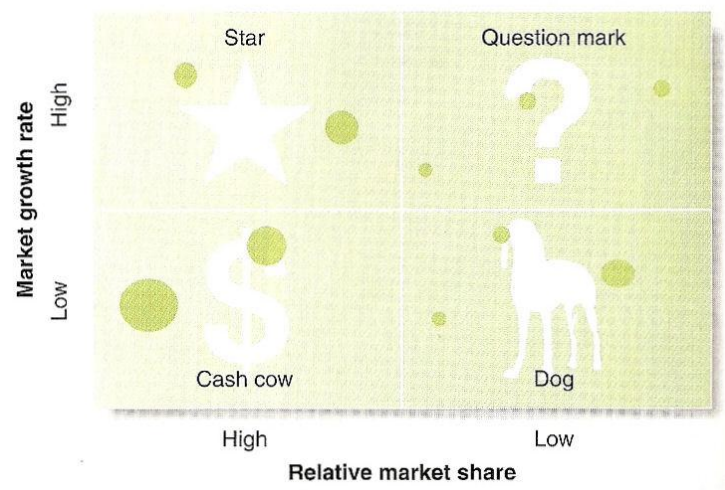 Star
Question mark
Market growth rate
High
Low
?
$
Cash cow
Dog
High
Low
Relative market share